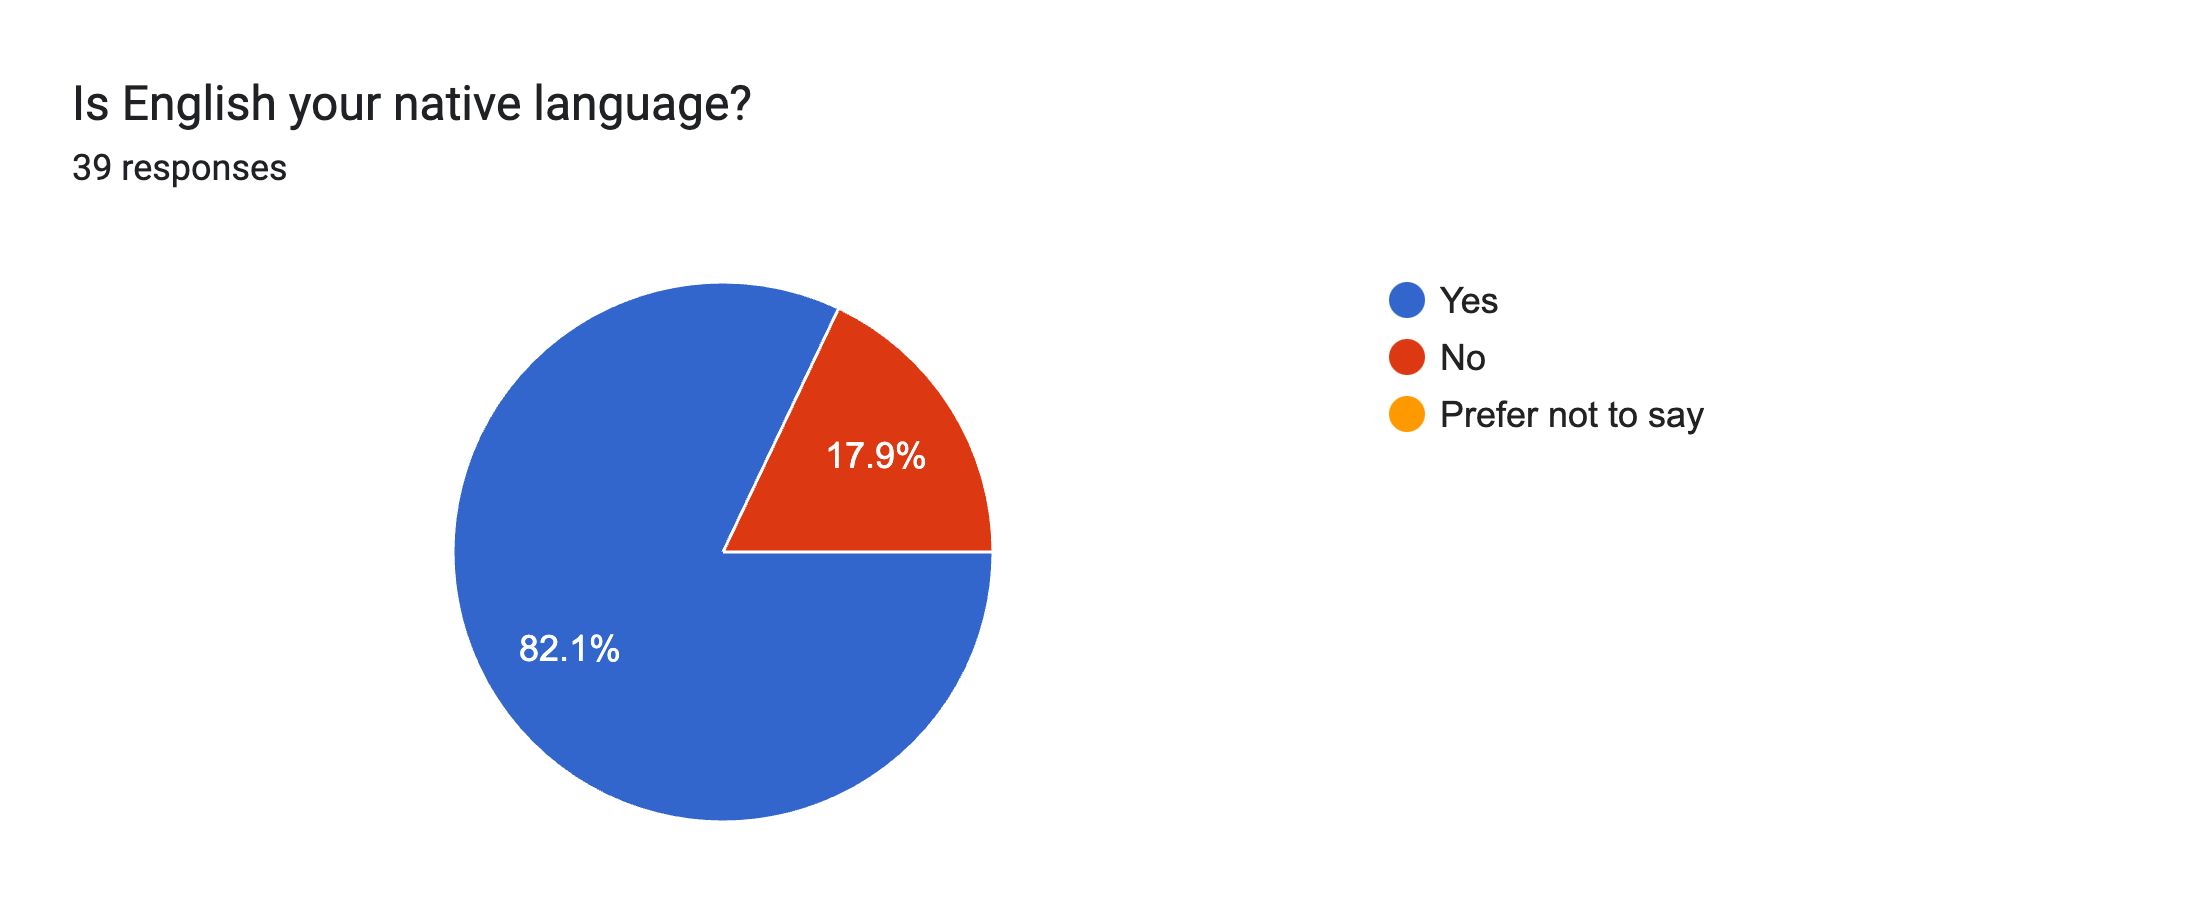 Is English your native language?
39 responses
Yes
No
Prefer not to say
17.9%
82.1%